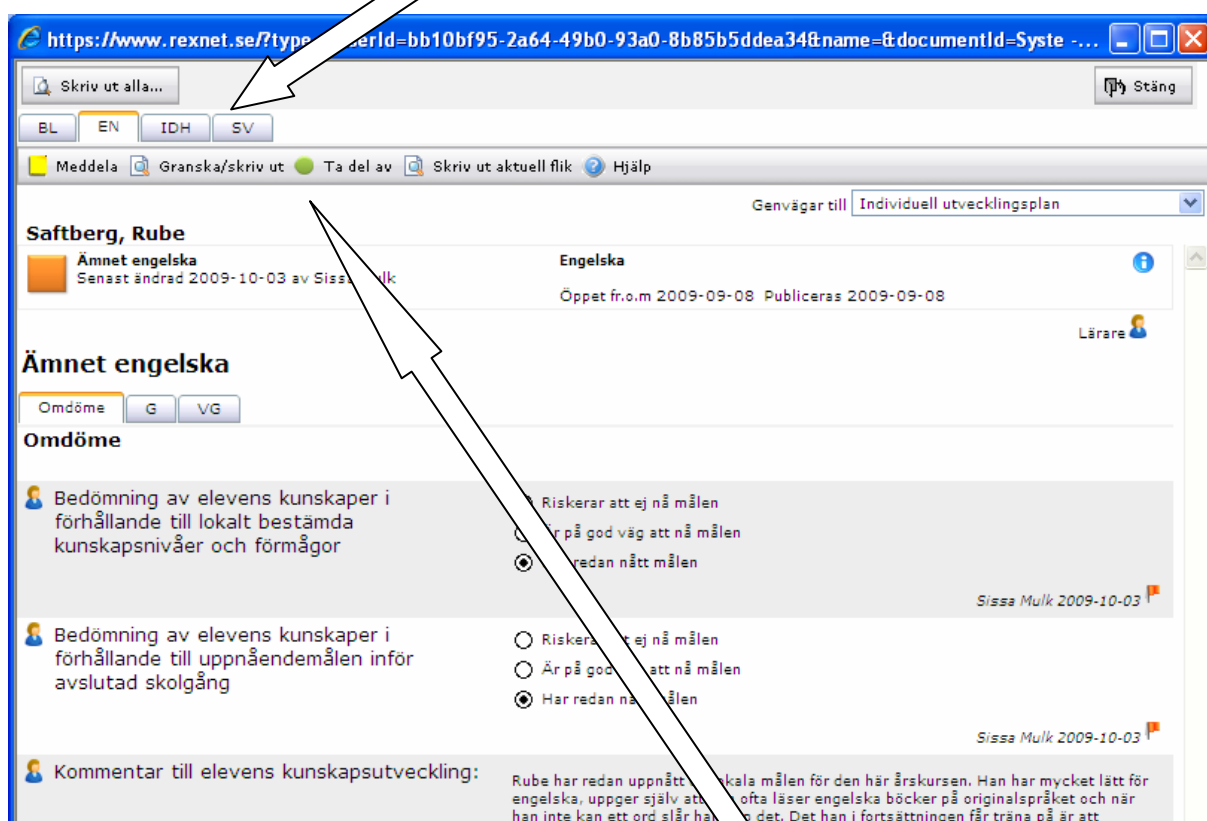 https://www.rexnet.se/?type erId=bb10bf95-2a64-49b0-93a0-8b85b5ddea34&name=&documentId=Syste -...
Skriv ut alla... Stäng
BL EN IDH SV
Meddela Granska/skriv ut Ta del av Skriv ut aktuell flik Hjälp
Genvägar till Individuell utvecklingsplan
Saftberg, Rube
Ämnet engelska Engelska
Senast ändrad 2009-10-03 av Sissa Mulk
Öppet fr.o.m 2009-09-08 Publiceras 2009-09-08
Lärare
Ämnet engelska
Omdöme G VG
Omdöme
Bedömning av elevens kunskaper i
förhållande till lokalt bestämda
kunskapsnivåer och förmågor
Riskerar att ej nå målen
Är på god väg att nå målen
redan nått målen
Sissa Mulk 2009-10-03
Bedömning av elevens kunskaper i
förhållande till uppnåendemålen inför
avslutad skolgång
Riskerar att ej nå målen
Är på god att nå målen
Har redan nått målen
Sissa Mulk 2009-10-03
Kommentar till elevens kunskapsutveckling:
Rube har redan uppnått lokala målen för den här årskursen. Han har mycket lätt för
engelska, uppger själv att ofta läser engelska böcker på originalspråket och när
han inte kan ett ord slår han det. Det han i fortsättningen får träna på är att